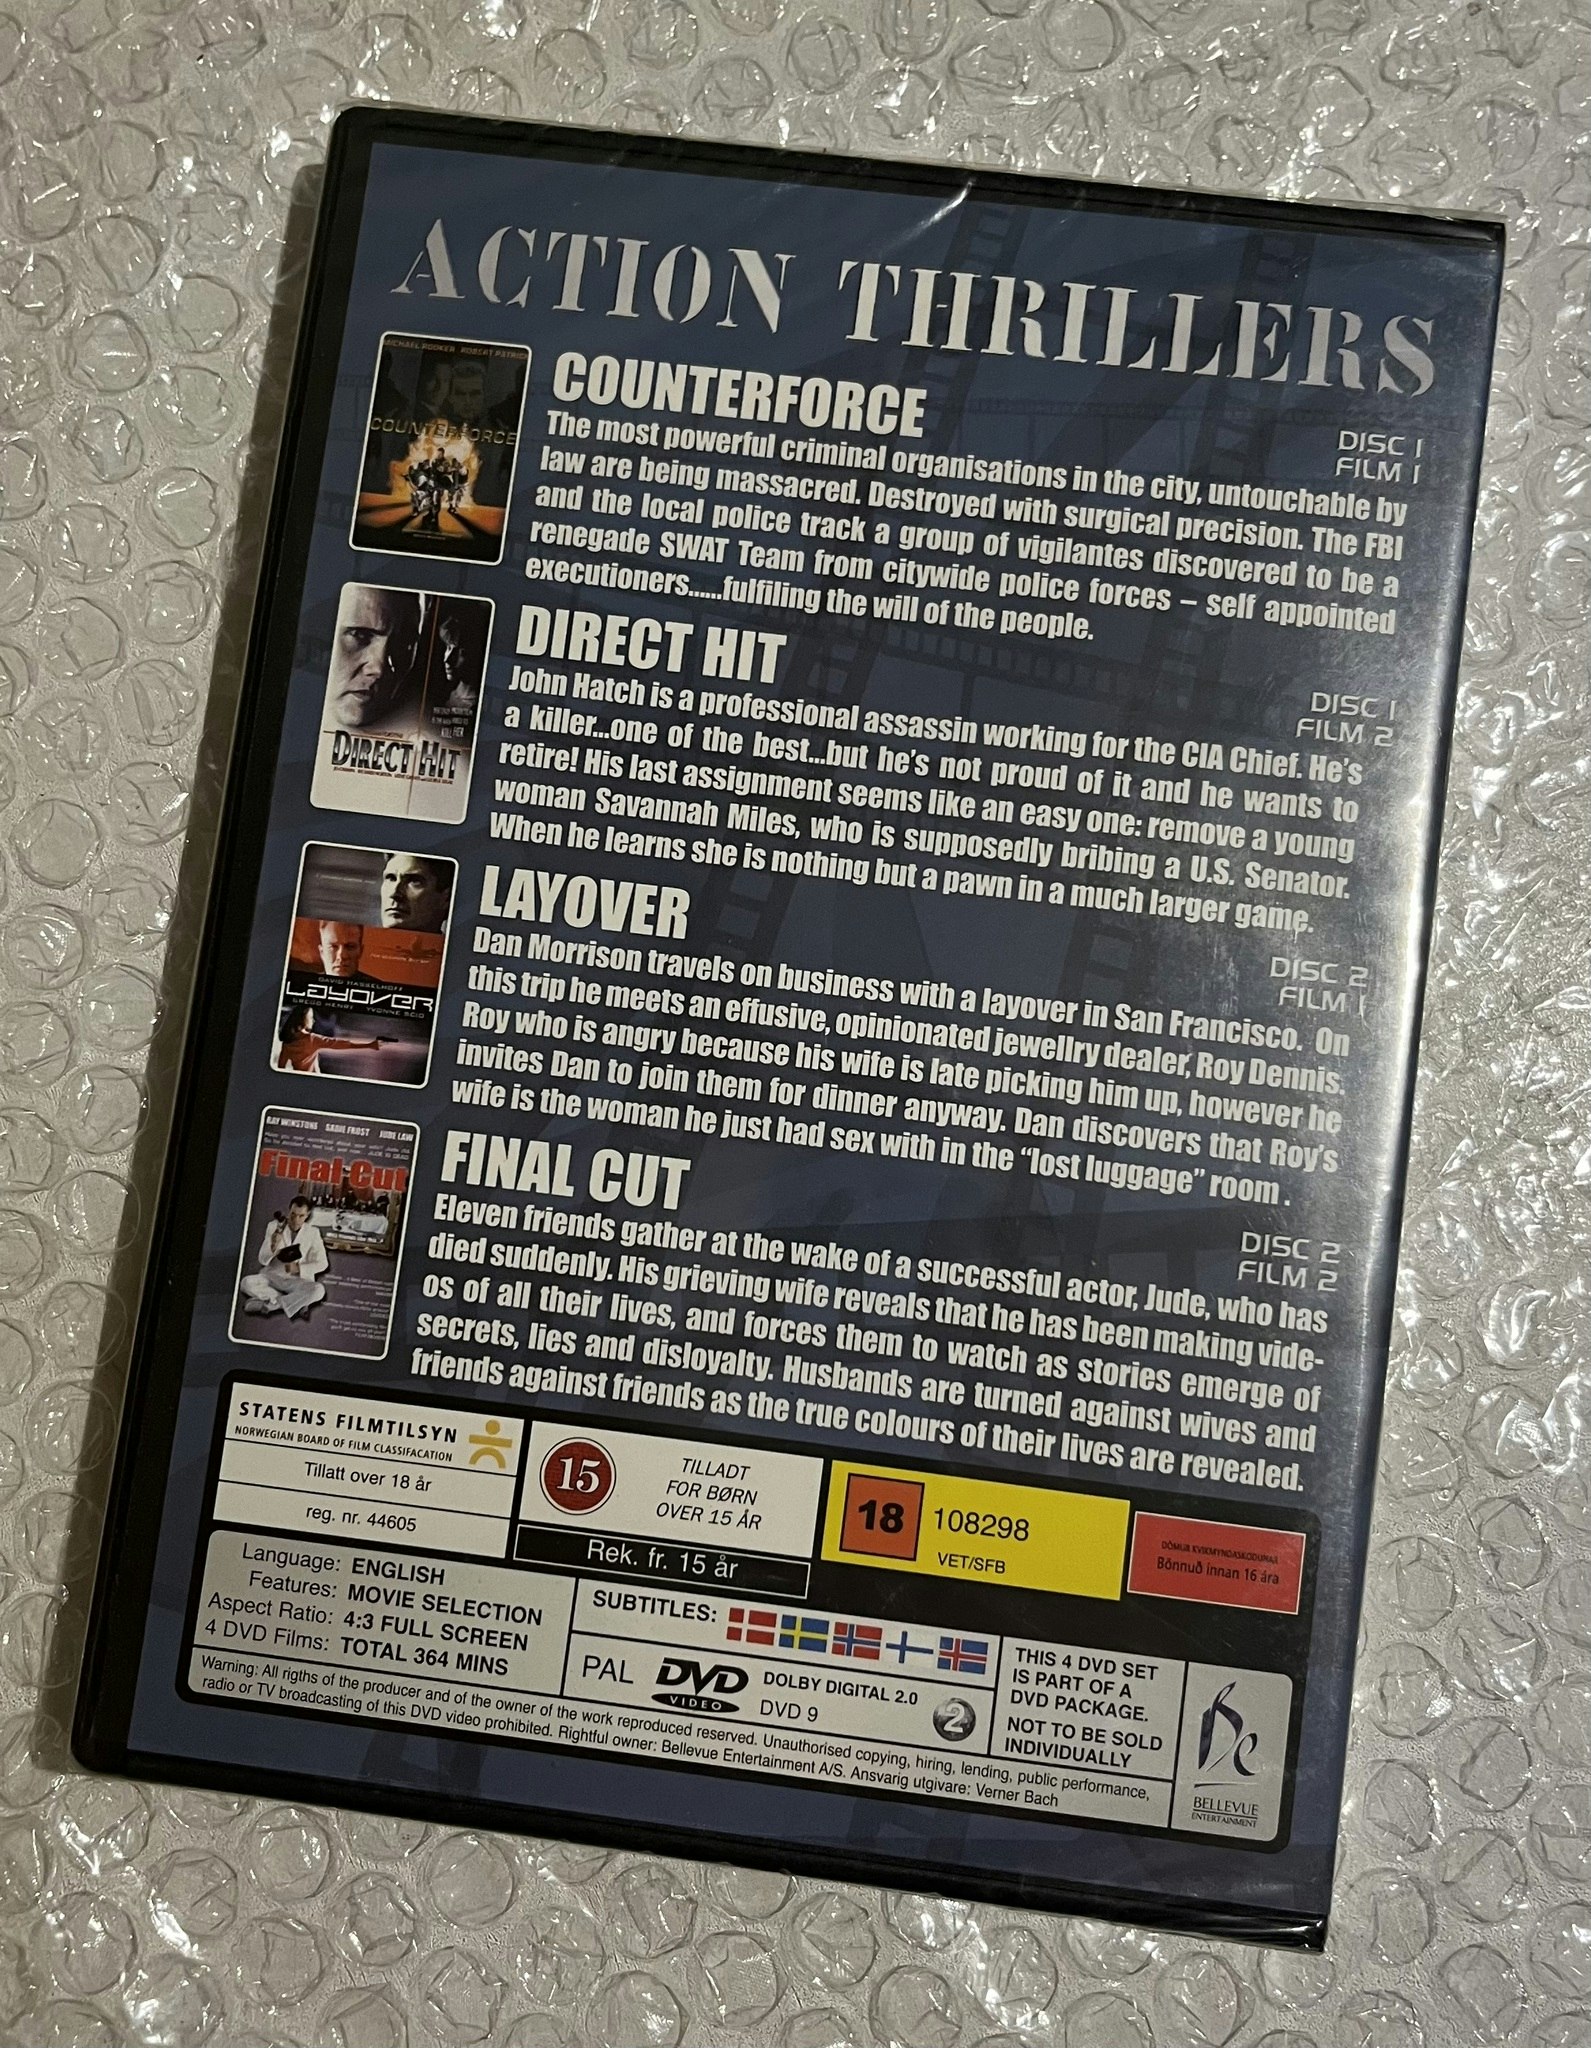 ACTION THRILLERS
MICHAEL ROOKER ROBERT PATRICK
COUNTERFORCE
COUNTERFORCE
DISC 1
FILM 1
The most powerful criminal organisations in the city, untouchable by
law are being massacred. Destroyed with surgical precision. The FBI
and the local police track a group of vigilantes discovered to be a
renegade SWAT Team from citywide police forces – self appointed
executioners......fulfiling the will of the people.
DIRECT HIT
DIRECT HIT
DISC 1
FILM 2
John Hatch is a professional assassin working for the CIA Chief. He's
a killer...one of the best...but he's not proud of it and he wants to
retire! His last assignment seems like an easy one: remove a young
woman Savannah Miles, who is supposedly bribing a U.S. Senator.
When he learns she is nothing but a pawn in a much larger game.
DAVID HASSELHOFF
Layover
GREGG HENRY YVONNE SCIO
LAYOVER
DISC 2
FILM 1
Dan Morrison travels on business with a layover in San Francisco. On
this trip he meets an effusive, opinionated jewellry dealer, Roy Dennis.
Roy who is angry because his wife is late picking him up, however he
invites Dan to join them for dinner anyway. Dan discovers that Roy's
wife is the woman he just had sex with in the "lost luggage" room .
RAY WINSTONE SADIE FROST JUDE LAW
Final Cut
FINAL CUT
DISC 2
FILM 2
Eleven friends gather at the wake of a successful actor, Jude, who has
died suddenly. His grieving wife reveals that he has been making vide-
os of all their lives, and forces them to watch as stories emerge of
secrets, lies and disloyalty. Husbands are turned against wives and
friends against friends as the true colours of their lives are revealed.
STATENS FILMTILSYN
NORWEGIAN BOARD OF FILM CLASSIFACATION
Tillatt over 18 år
reg. nr. 44605
15
TILLADT
FOR BØRN
OVER 15 ÅR
Rek. fr. 15 år
18
108298
VET/SFB
Bönnuð innan 16 ára
Language: ENGLISH
Features: MOVIE SELECTION
Aspect Ratio: 4:3 FULL SCREEN
4 DVD Films: TOTAL 364 MINS
SUBTITLES:
PAL
DVD
VIDEO
DOLBY DIGITAL 2.0
DVD 9
2
THIS 4 DVD SET
IS PART OF A
DVD PACKAGE.
NOT TO BE SOLD
INDIVIDUALLY
Be
BELLEVUE
ENTERTAINMENT
Warning: All rigths of the producer and of the owner of the work reproduced reserved. Unauthorised copying, hiring, lending, public performance,
radio or TV broadcasting of this DVD video prohibited. Rightful owner: Bellevue Entertainment A/S. Ansvarig utgivare: Verner Bach